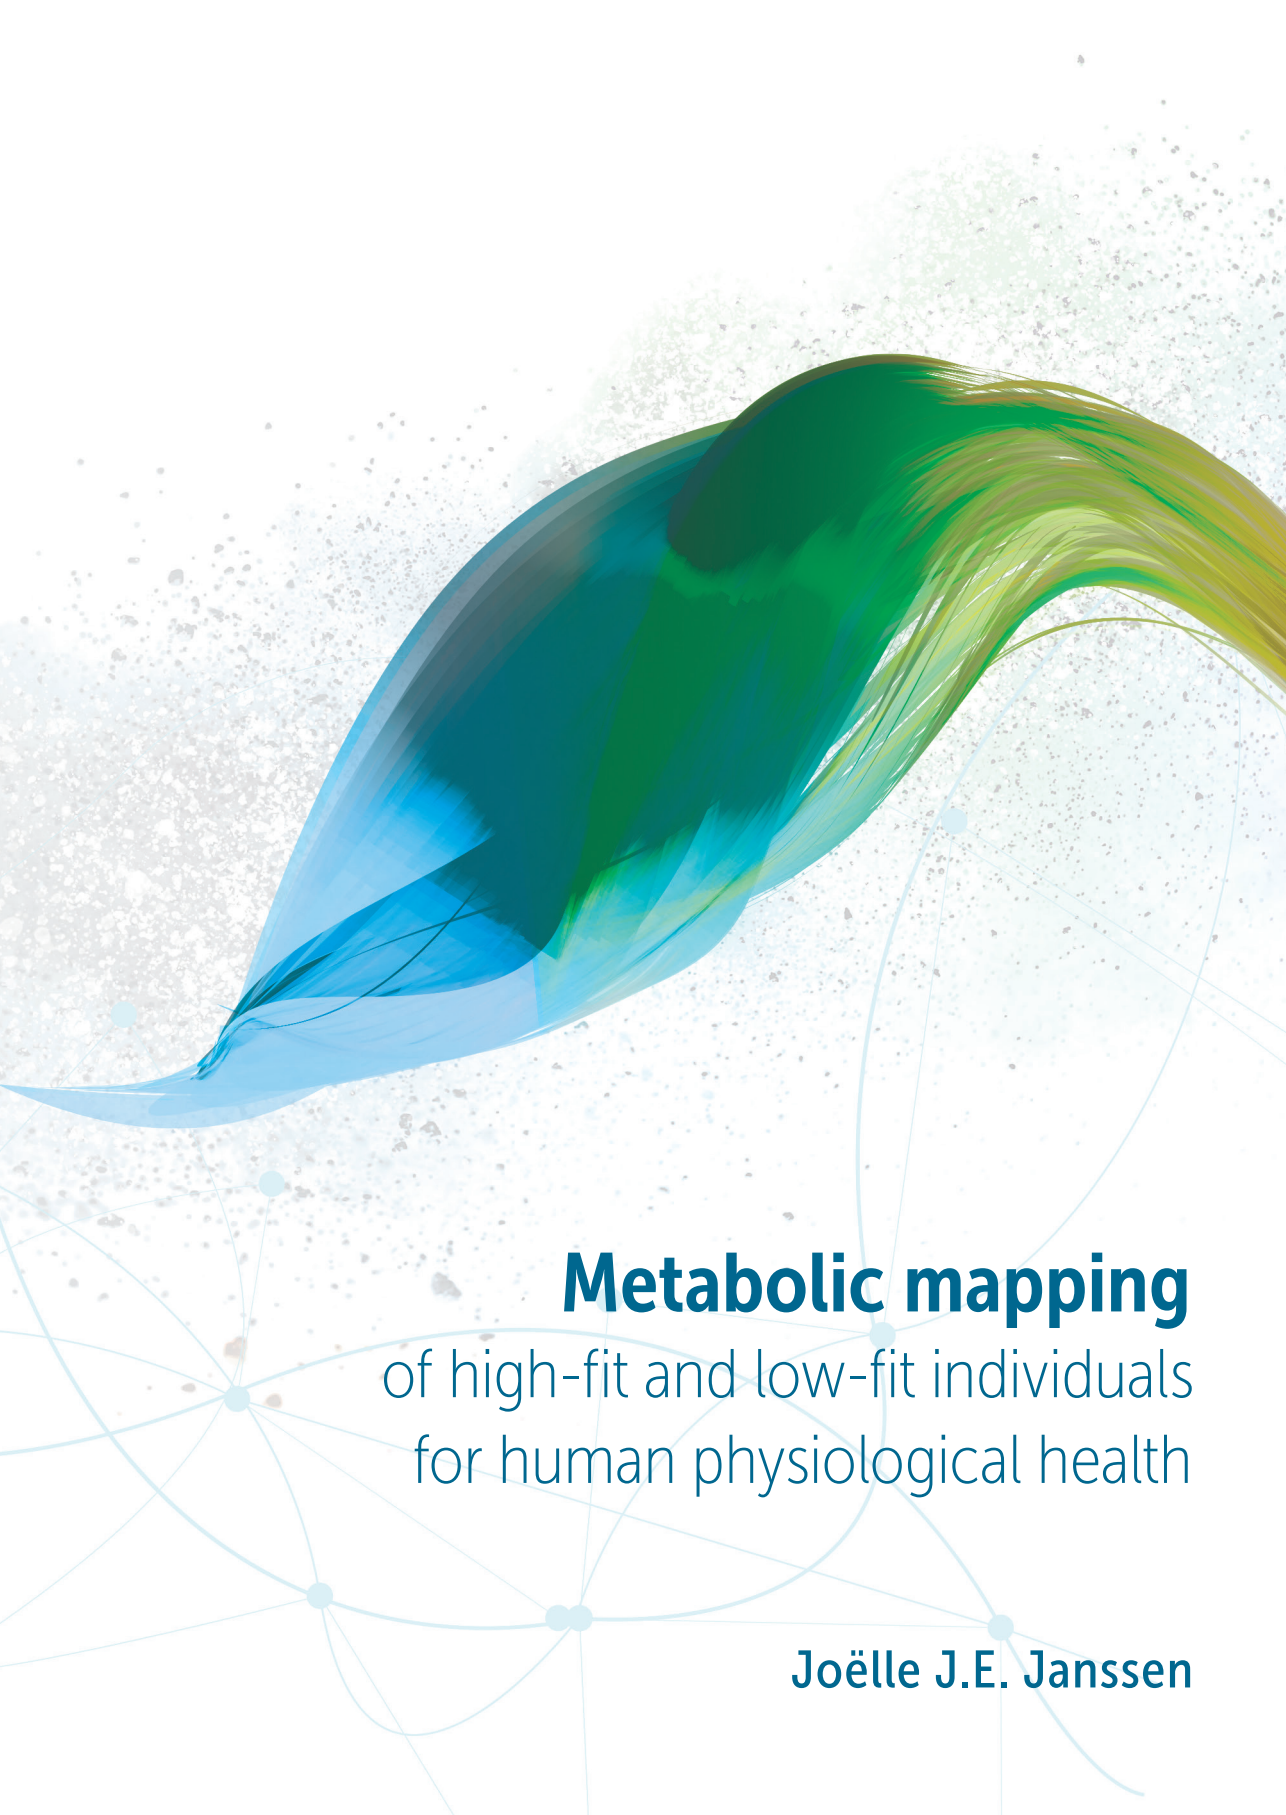 Metabolic mapping
of high-fit and low-fit individuals
for human physiological health
Joëlle J.E. Janssen